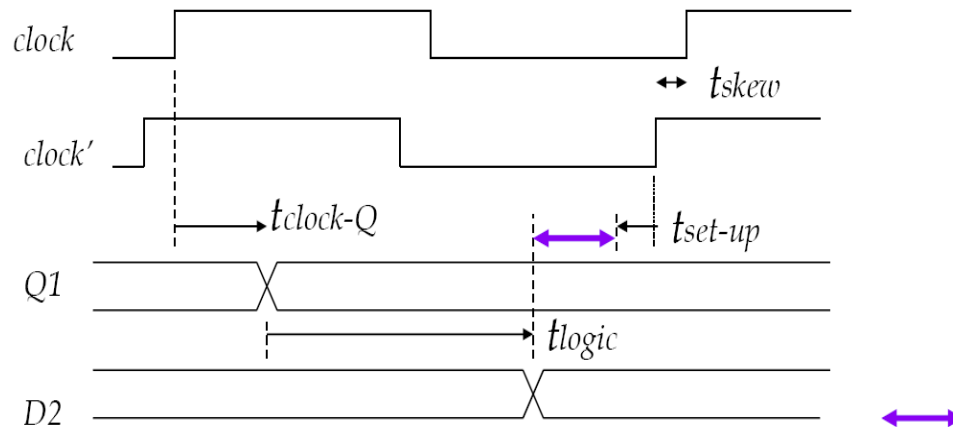 clock
tskew
clock’
tclock-Q
tset-up
Q1
tlogic
D2